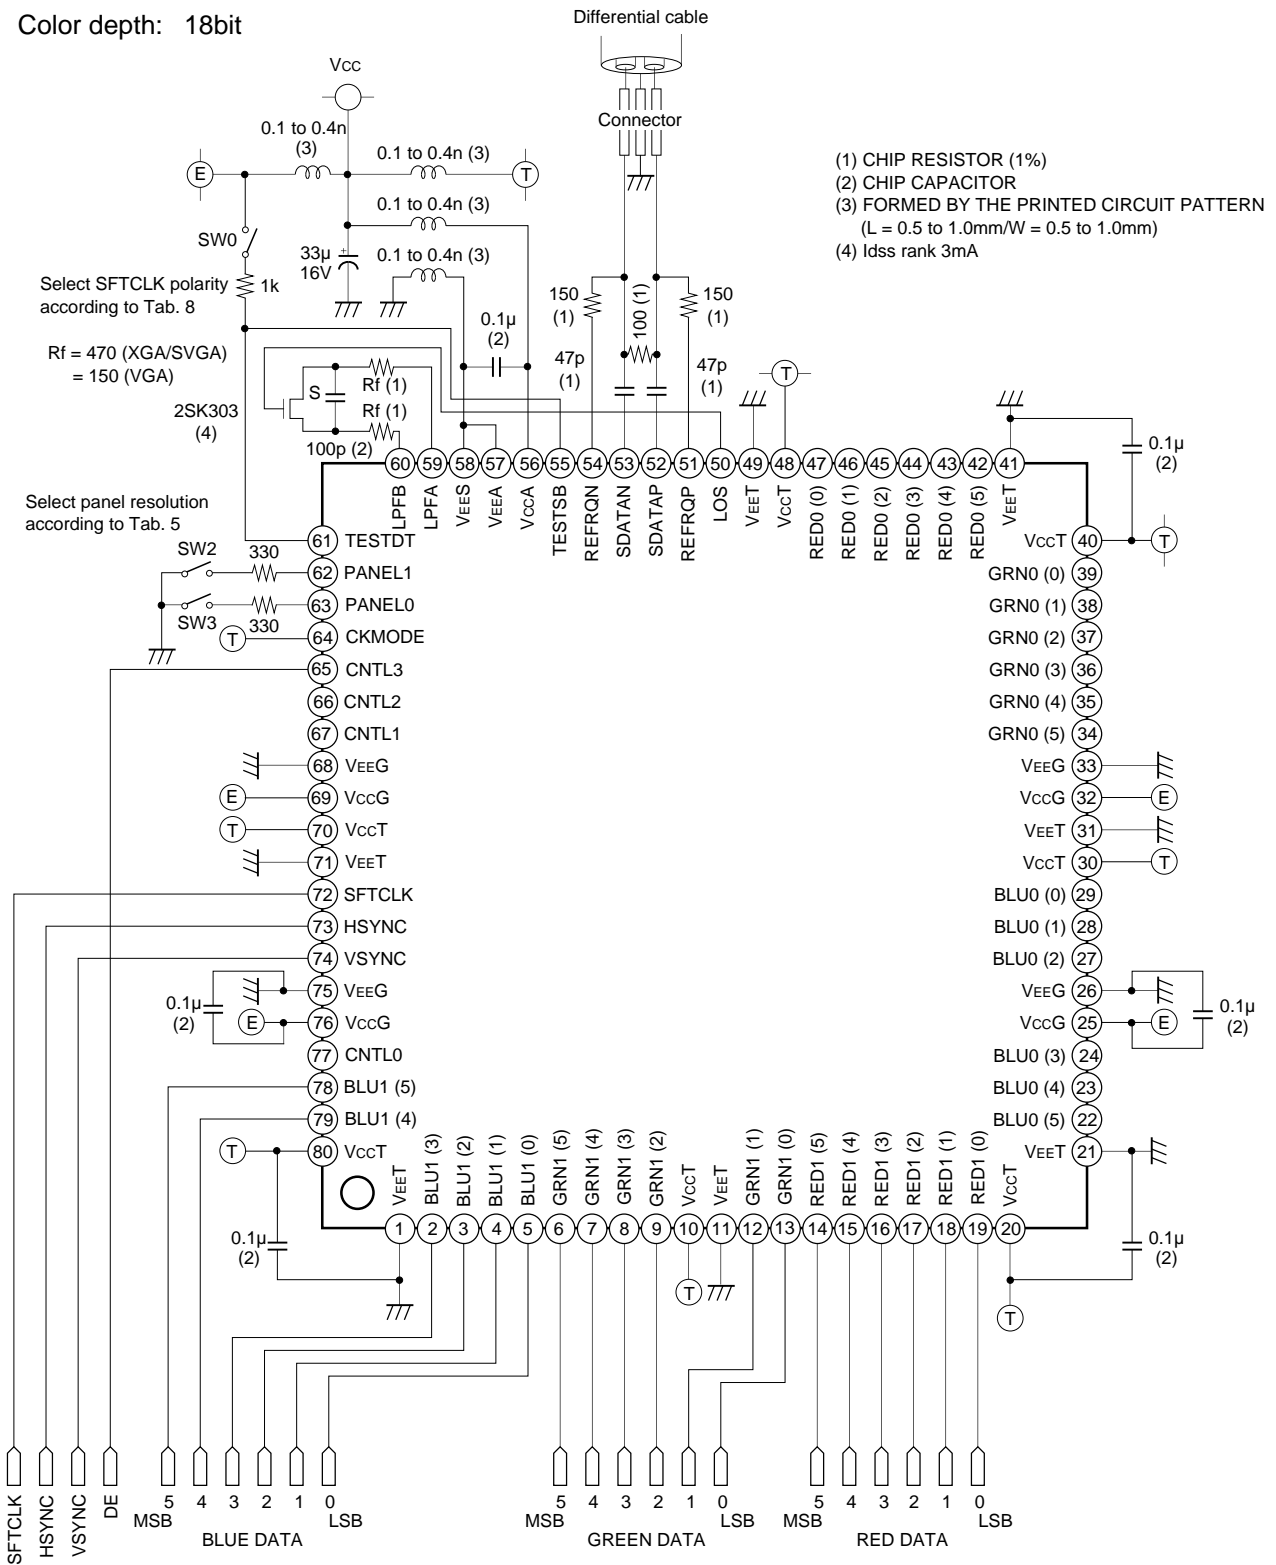 Color depth: 18bit
Differential cable
Connector
VCC
0.1 to 0.4n
(3)
0.1 to 0.4n (3)
E
T
0.1 to 0.4n (3)
SW0
33µ
16V
+
0.1 to 0.4n (3)
(1) CHIP RESISTOR (1%)
(2) CHIP CAPACITOR
(3) FORMED BY THE PRINTED CIRCUIT PATTERN
(L = 0.5 to 1.0mm/W = 0.5 to 1.0mm)
(4) Idss rank 3mA
Select SFTCLK polarity
according to Tab. 8
1k
150
(1)
100 (1)
150
(1)
0.1µ
(2)
Rf = 470 (XGA/SVGA)
= 150 (VGA)
47p
(1)
47p
(1)
T
S
Rf (1)
Rf (1)
2SK303
(4)
100p (2)
0.1µ
(2)
60 LPFB
59 LPFA
58 VEES
57 VEEA
56 VCCA
55 TESTSB
54 REFRQN
53 SDATAN
52 SDATAP
51 REFRQP
50 LOS
49 VEET
48 VCCT
47 RED0 (0)
46 RED0 (1)
45 RED0 (2)
44 RED0 (3)
43 RED0 (4)
42 RED0 (5)
41 VEET
Select panel resolution
according to Tab. 5
SW2
330
SW3
330
T
61 TESTDT
62 PANEL1
63 PANEL0
64 CKMODE
65 CNTL3
66 CNTL2
67 CNTL1
68 VEEG
E 69 VCCG
T 70 VCCT
71 VEET
72 SFTCLK
73 HSYNC
74 VSYNC
75 VEEG
0.1µ
(2)
E 76 VCCG
77 CNTL0
78 BLU1 (5)
79 BLU1 (4)
T 80 VCCT
VCCT 40 T
GRN0 (0) 39
GRN0 (1) 38
GRN0 (2) 37
GRN0 (3) 36
GRN0 (4) 35
GRN0 (5) 34
VEEG 33
VCCG 32 E
VEET 31
VCCT 30 T
BLU0 (0) 29
BLU0 (1) 28
BLU0 (2) 27
VEEG 26
0.1µ
(2)
VCCG 25 E
BLU0 (3) 24
BLU0 (4) 23
BLU0 (5) 22
VEET 21
VEET 1
BLU1 (3) 2
BLU1 (2) 3
BLU1 (1) 4
BLU1 (0) 5
GRN1 (5) 6
GRN1 (4) 7
GRN1 (3) 8
GRN1 (2) 9
VCCT 10
VEET 11
GRN1 (1) 12
GRN1 (0) 13
RED1 (5) 14
RED1 (4) 15
RED1 (3) 16
RED1 (2) 17
RED1 (1) 18
RED1 (0) 19
VCCT 20
0.1µ
(2)
0.1µ
(2)
T
T
SFTCLK
HSYNC
VSYNC
DE
5 4 3 2 1 0
MSB LSB
BLUE DATA
5 4 3 2 1 0
MSB LSB
GREEN DATA
5 4 3 2 1 0
MSB LSB
RED DATA